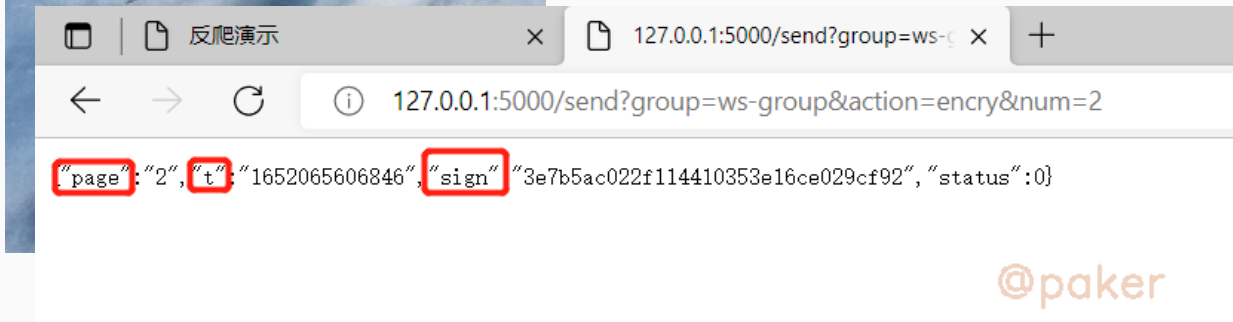 反爬演示
127.0.0.1:5000/send?group=ws-g
127.0.0.1:5000/send?group=ws-group&action=encry&num=2
{"page":"2","t":"1652065606846","sign":"3e7b5ac022f114410353e16ce029cf92","status":0}
@paker